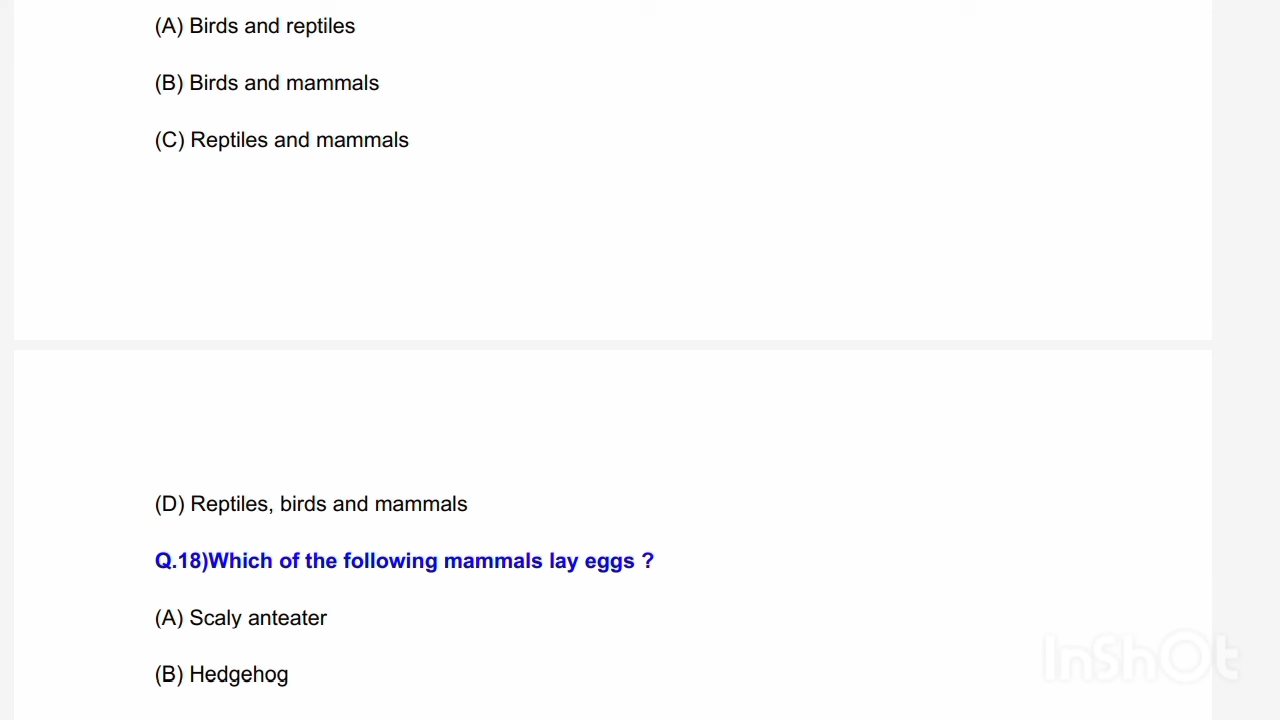 (A) Birds and reptiles
(B) Birds and mammals
(C) Reptiles and mammals
(D) Reptiles, birds and mammals
Q.18)Which of the following mammals lay eggs ?
(A) Scaly anteater
(B) Hedgehog
InShOt